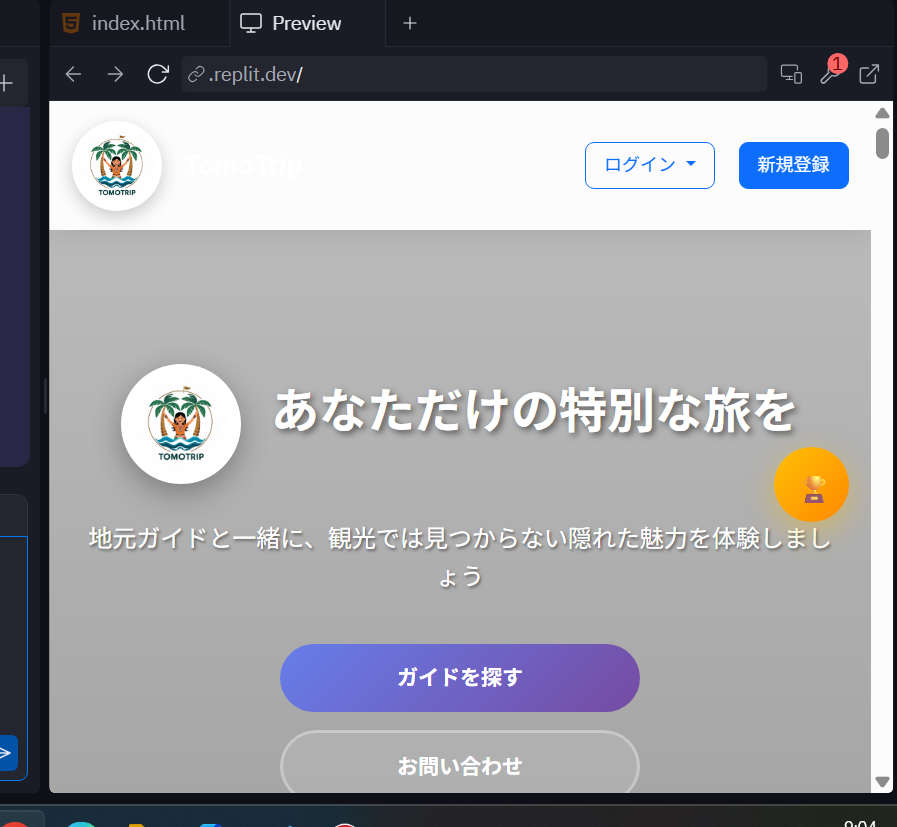 index.html
Preview
.replit.dev/
1
TOMOTRIP
TomoTrip
ログイン
新規登録
TOMOTRIP
あなただけの特別な旅を
地元ガイドと一緒に、観光では見つからない隠れた魅力を体験しまし
ょう
ガイドを探す
お問い合わせ